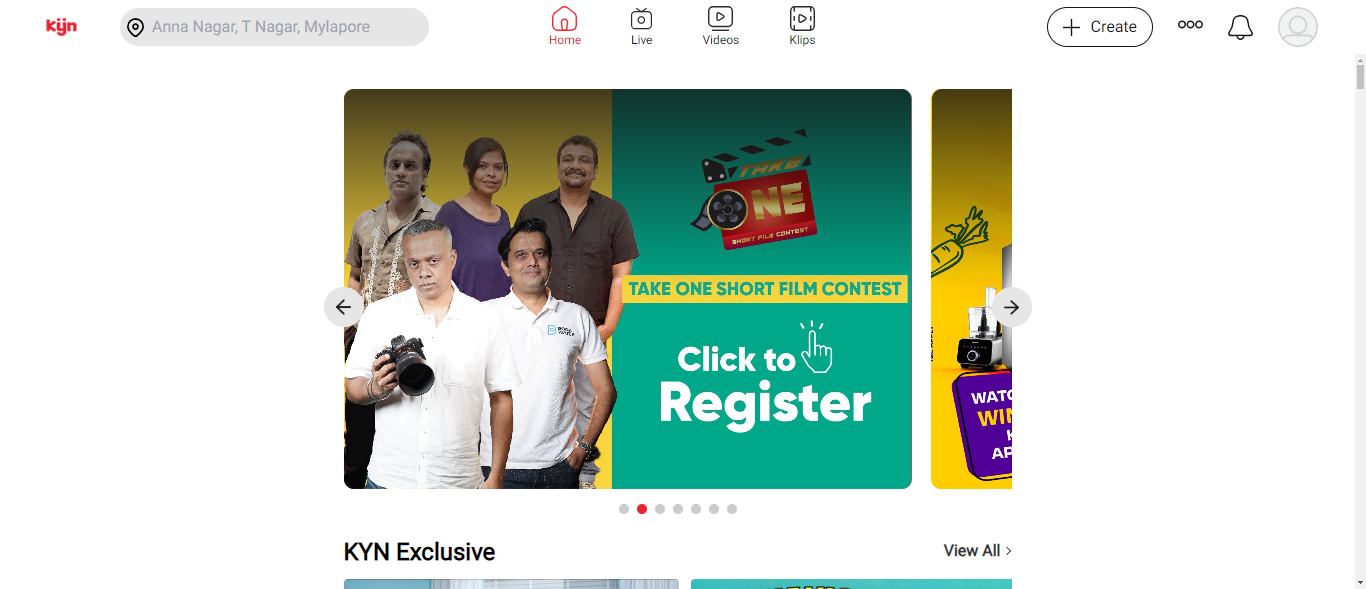 kyn
Anna Nagar, T Nagar, Mylapore
Home
Live
Videos
Klips
Create
TAKE
ONE
SHORT FILM CONTEST
TAKE ONE SHORT FILM CONTEST
Click to
Register
WATC
WIN
K
AP
KYN Exclusive
View All